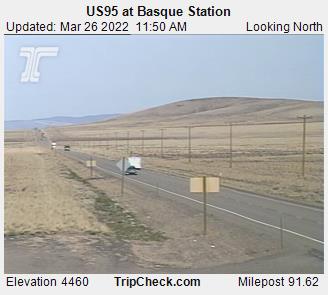 US95 at Basque Station
Updated: Mar 26 2022 11:50 AM Looking North
Elevation 4460 TripCheck.com Milepost 91.62